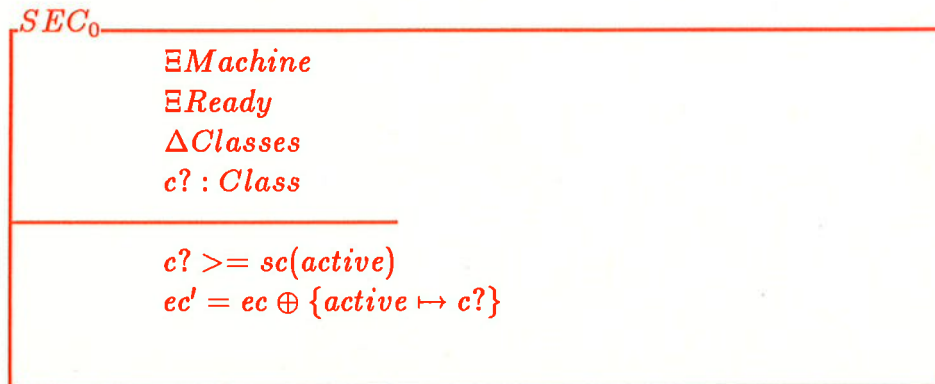 SEC₀
ΞMachine
ΞReady
ΔClasses
c? : Class
c? >= sc(active)
ec′ = ec ⊕ {active ↦ c?}